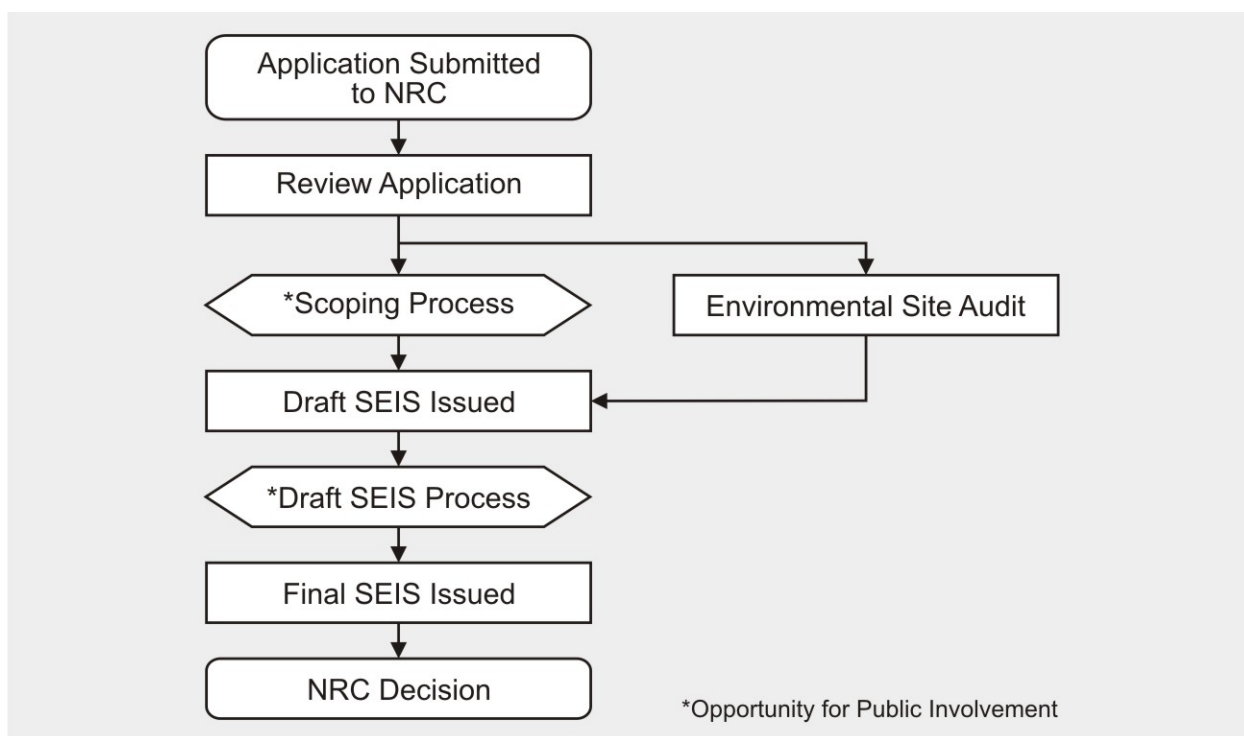 Application Submitted
to NRC
Review Application
*Scoping Process
Environmental Site Audit
Draft SEIS Issued
*Draft SEIS Process
Final SEIS Issued
NRC Decision
*Opportunity for Public Involvement